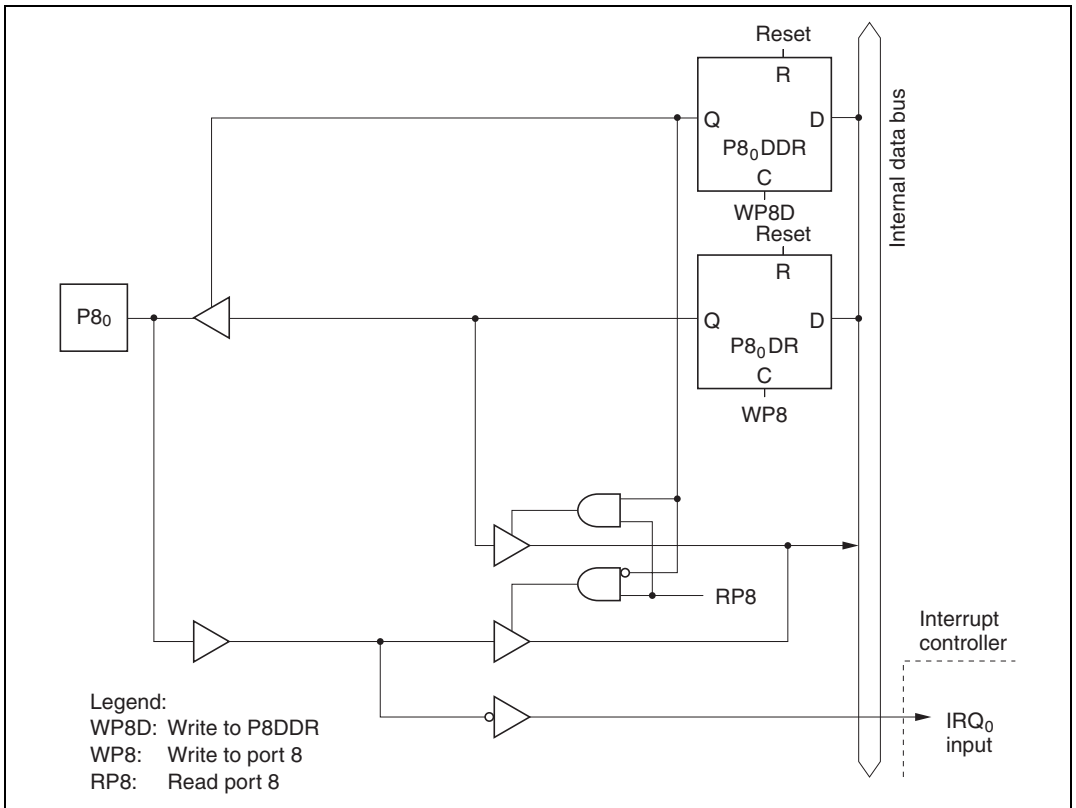 Reset
R
Q
D
P8₀DDR
C
WP8D
Reset
R
Q
D
P8₀DR
C
WP8
Internal data bus
P8₀
RP8
Interrupt
controller
IRQ₀
input
Legend:
WP8D: Write to P8DDR
WP8: Write to port 8
RP8: Read port 8